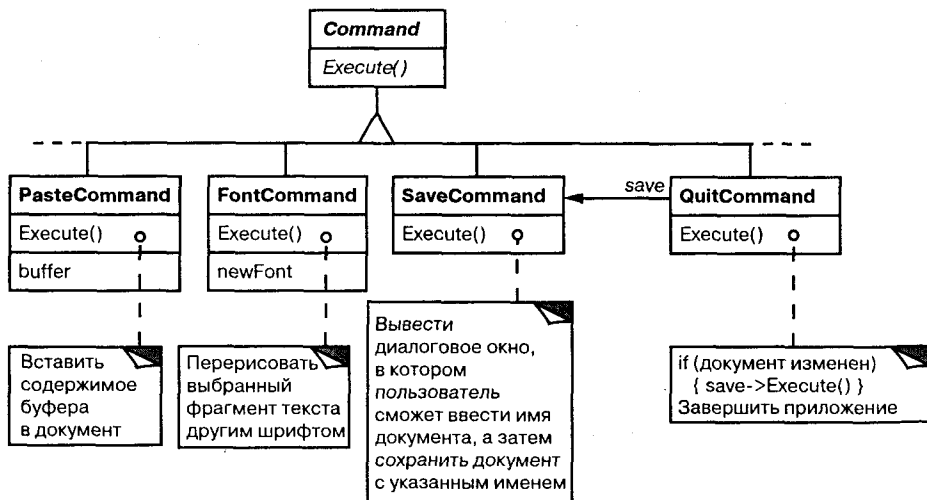 Command
Execute()
PasteCommand
Execute()
buffer
FontCommand
Execute()
newFont
SaveCommand
Execute()
save
QuitCommand
Execute()
Вставить
содержимое
буфера
в документ
Перерисовать
выбранный
фрагмент текста
другим шрифтом
Вывести
диалоговое окно,
в котором
пользователь
сможет ввести имя
документа, а затем
сохранить документ
с указанным именем
if (документ изменен)
{ save->Execute() }
Завершить приложение